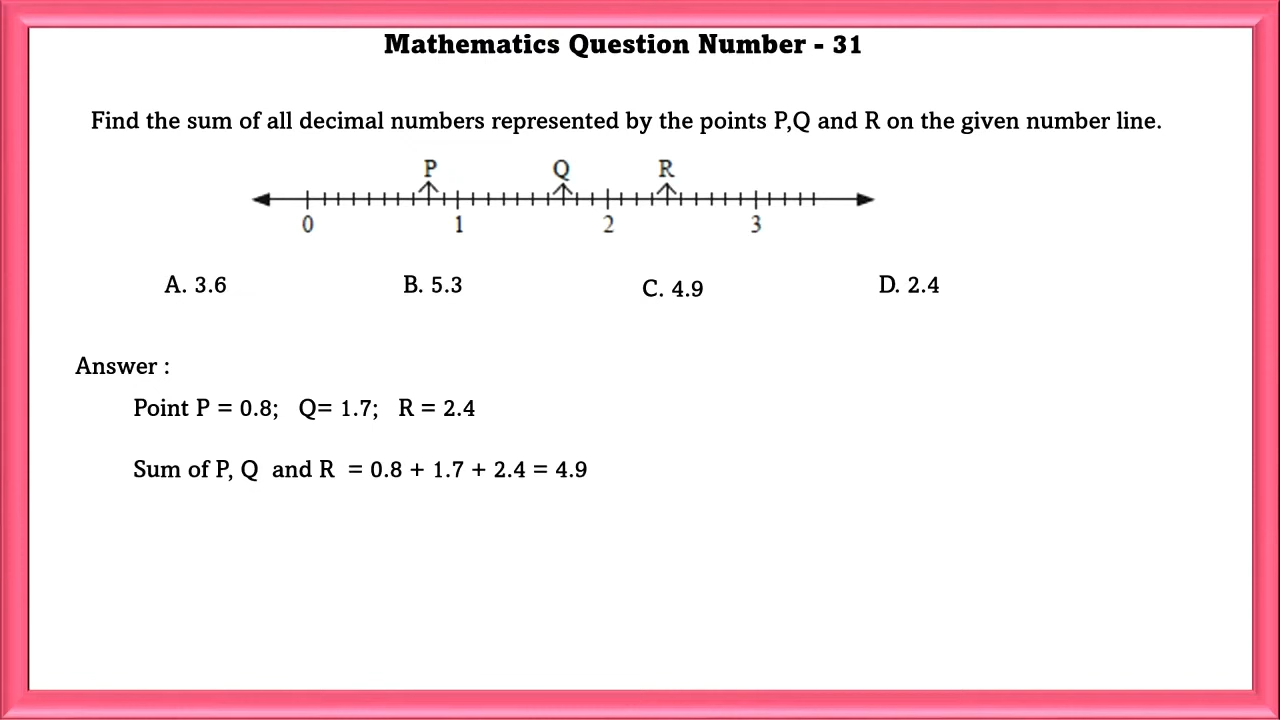 Mathematics Question Number - 31
Find the sum of all decimal numbers represented by the points P,Q and R on the given number line.
P Q R
0 1 2 3
A. 3.6 B. 5.3 C. 4.9 D. 2.4
Answer :
Point P = 0.8; Q= 1.7; R = 2.4
Sum of P, Q and R = 0.8 + 1.7 + 2.4 = 4.9